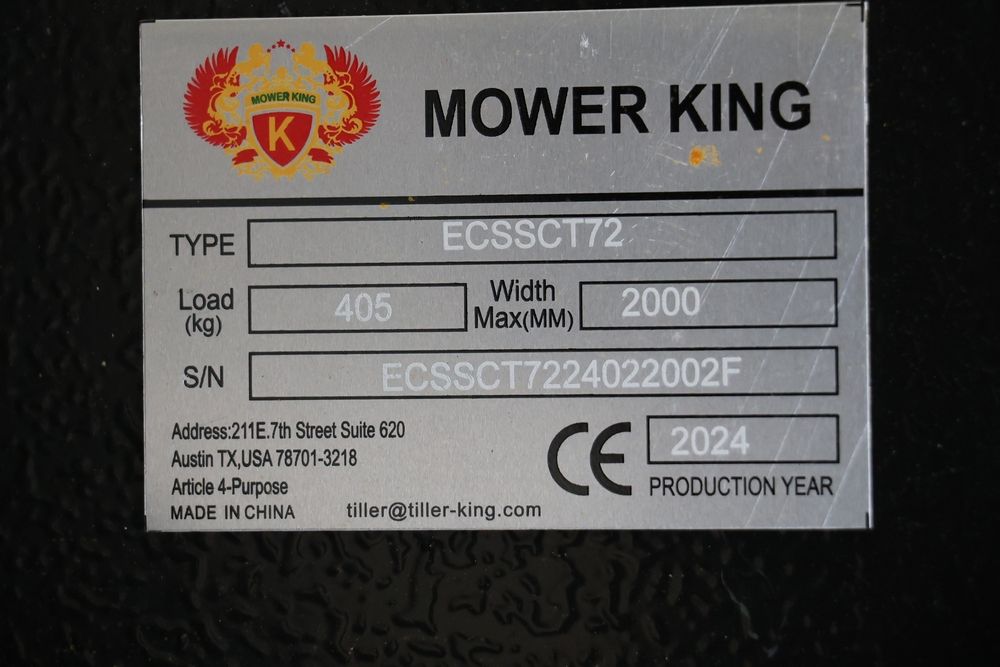 MOWER KING
K
MOWER KING
TYPE ECSSCT72
Load (kg) 405 Width Max(MM) 2000
S/N ECSSCT7224022002F
Address:211E.7th Street Suite 620
Austin TX,USA 78701-3218
Article 4-Purpose
MADE IN CHINA tiller@tiller-king.com
CE 2024
PRODUCTION YEAR